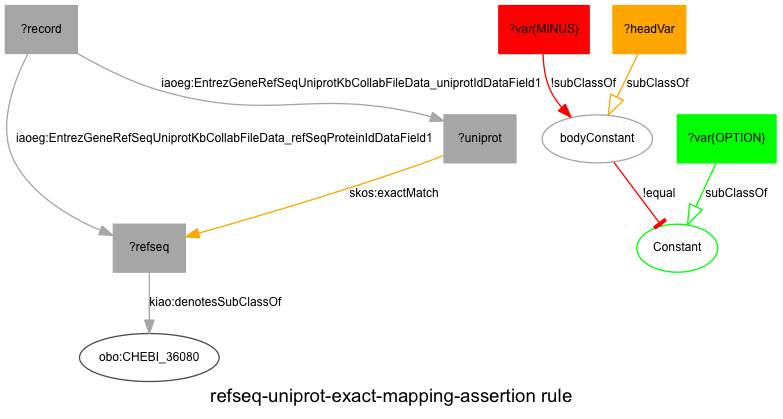 ?record
?var{MINUS}
?headVar
iaoeg:EntrezGeneRefSeqUniprotKbCollabFileData_uniprotIdDataField1
!subClassOf
subClassOf
iaoeg:EntrezGeneRefSeqUniprotKbCollabFileData_refSeqProteinIdDataField1
?uniprot
bodyConstant
?var{OPTION}
skos:exactMatch
!equal
subClassOf
?refseq
Constant
kiao:denotesSubClassOf
obo:CHEBI_36080
refseq-uniprot-exact-mapping-assertion rule